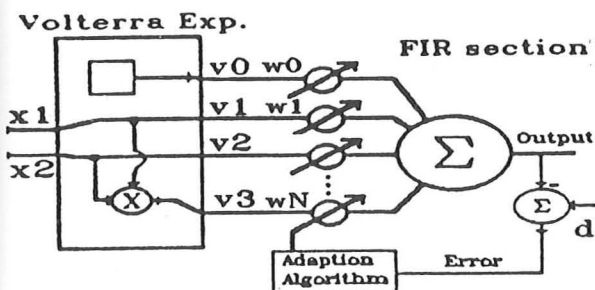 Volterra Exp.
FIR section
v0 w0
x1
v1 w1
x2
v2
X
v3 wN
Σ
Output
-
Σ
d
Adaption
Algorithm
Error